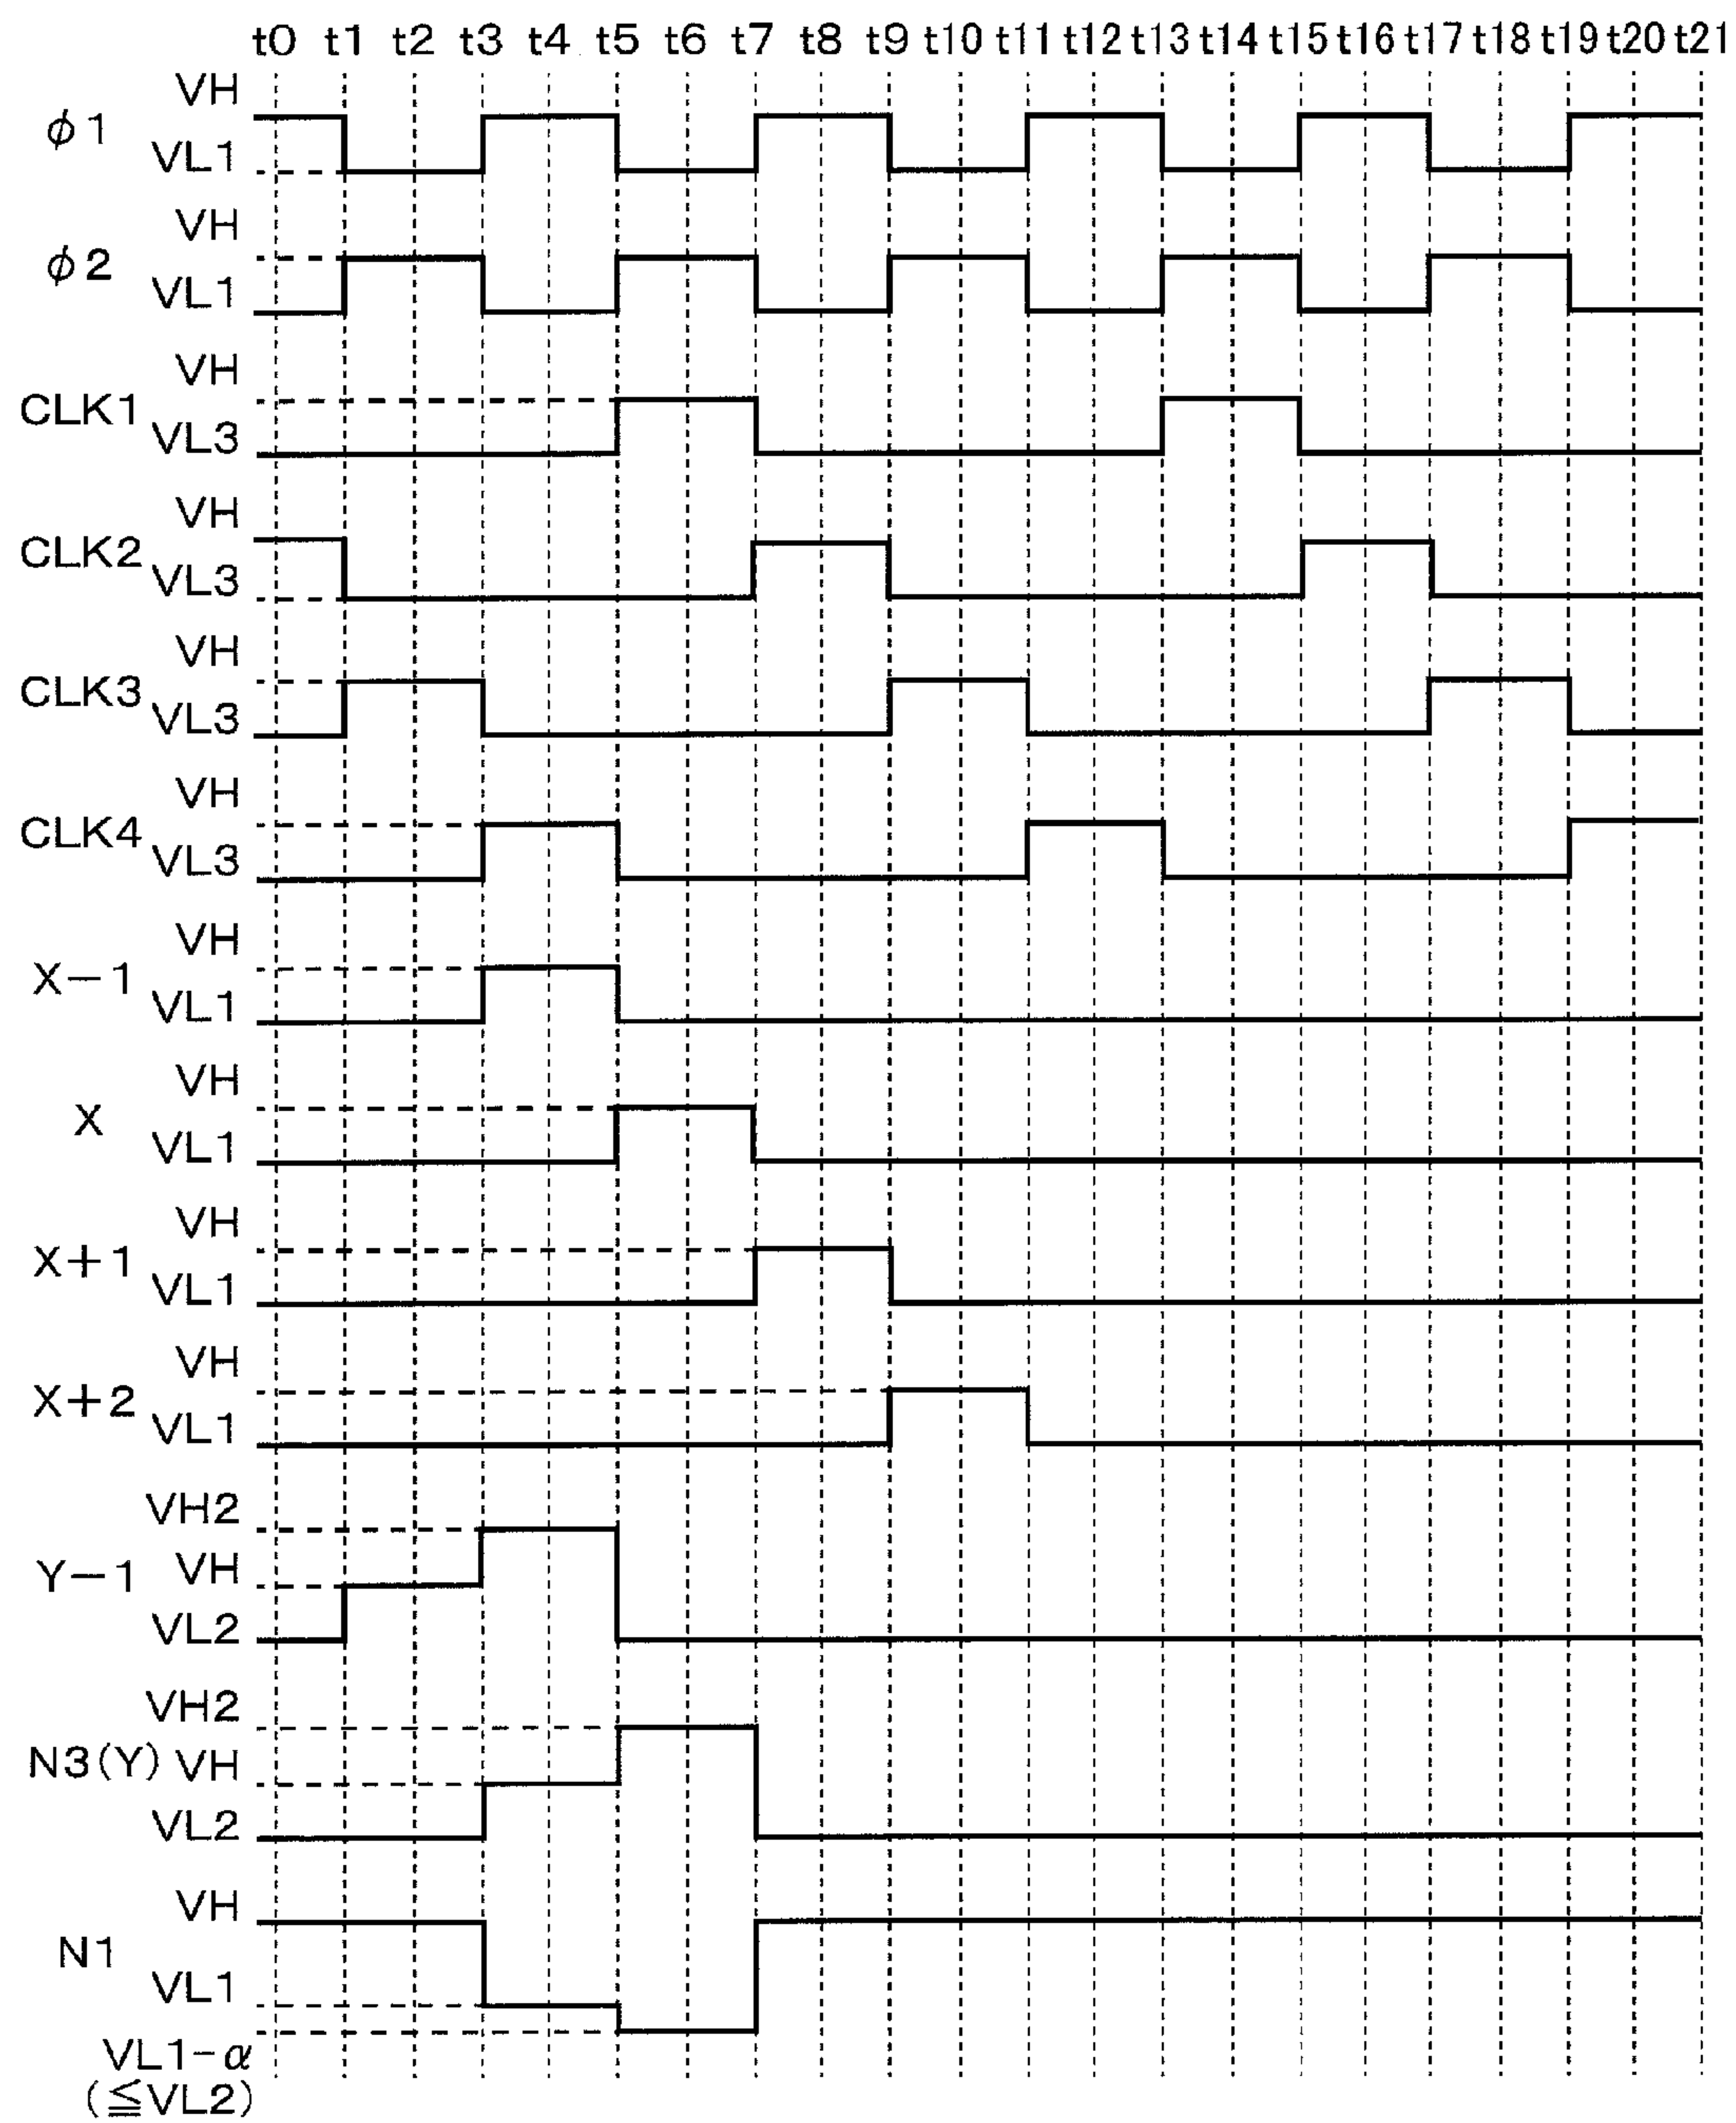 t0 t1 t2 t3 t4 t5 t6 t7 t8 t9 t10 t11 t12 t13 t14 t15 t16 t17 t18 t19 t20 t21
VH
ϕ1
VL1
VH
ϕ2
VL1
VH
CLK1
VL3
VH
CLK2
VL3
VH
CLK3
VL3
VH
CLK4
VL3
VH
X−1
VL1
VH
X
VL1
VH
X+1
VL1
VH
X+2
VL1
VH2
Y−1 VH
VL2
VH2
N3(Y) VH
VL2
VH
N1
VL1
VL1-α
(≦VL2)